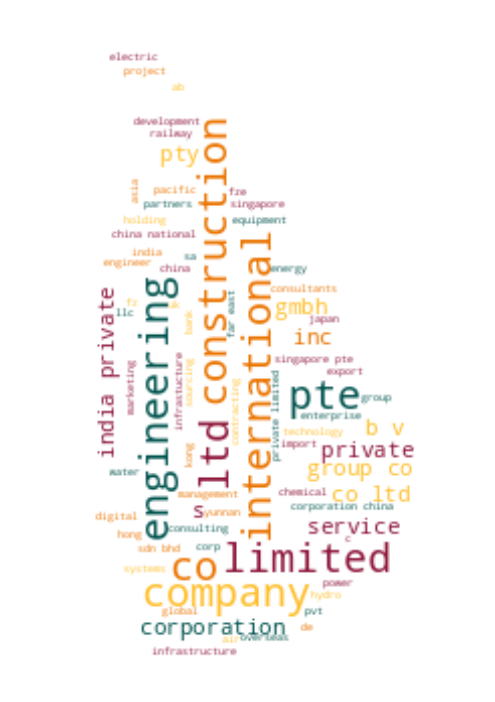 electric
project
ab
development
railway
pty
construction
asia
pacific
fze
partners
singapore
holding
equipment
china national
international
india
sa
engineer
china
energy
engineering
india private
consultants
fz
gmbh
llc
far east
bank
japan
inc
infrastucture
singapore pte
marketing
sourcing
export
private limited
contracting
pte
group
enterprise
ltd
b v
technology
import
private
kong
group co
water
management
chemical
co ltd
s
yunnan
corporation china
digital
consulting
service
hong
c
sdn bhd
corp
limited
systems
co
company
power
hydro
global
pvt
corporation
de
air
overseas
infrastructure